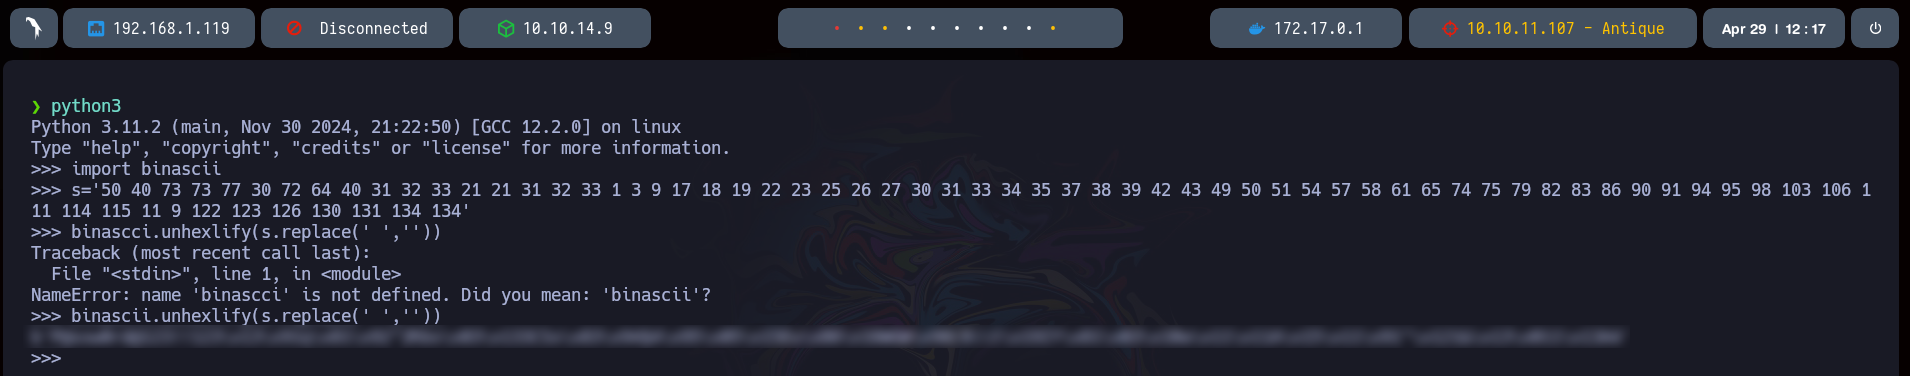 192.168.1.119 Disconnected 10.10.14.9 172.17.0.1 10.10.11.107 - Antique Apr 29 | 12:17
❯ python3
Python 3.11.2 (main, Nov 30 2024, 21:22:50) [GCC 12.2.0] on linux
Type "help", "copyright", "credits" or "license" for more information.
>>> import binascii
>>> s='50 40 73 73 77 30 72 64 40 31 32 33 21 21 31 32 33 1 3 9 17 18 19 22 23 25 26 27 30 31 33 34 35 37 38 39 42 43 49 50 51 54 57 58 61 65 74 75 79 82 83 86 90 91 94 95 98 103 106 1
11 114 115 11 9 122 123 126 130 131 134 134'
>>> binascci.unhexlify(s.replace(' ',''))
Traceback (most recent call last):
  File "<stdin>", line 1, in <module>
NameError: name 'binascci' is not defined. Did you mean: 'binascii'?
>>> binascii.unhexlify(s.replace(' ',''))
>>>